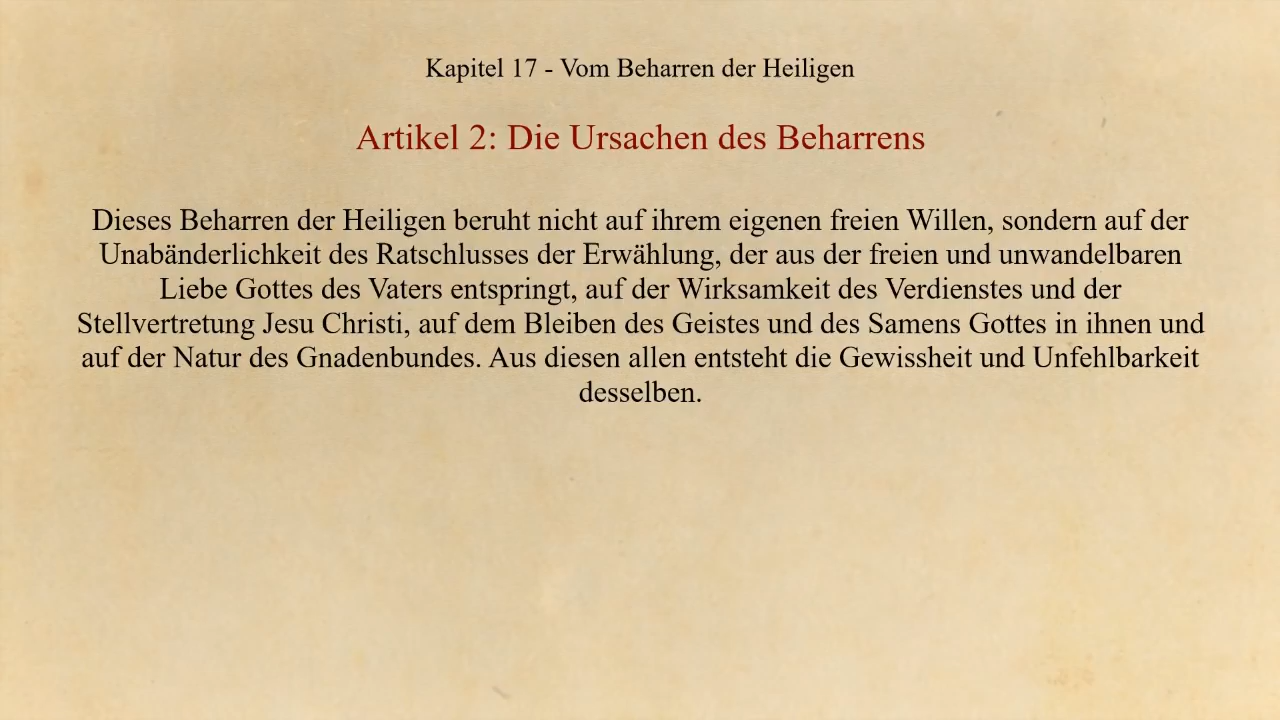 Kapitel 17 - Vom Beharren der Heiligen
Artikel 2: Die Ursachen des Beharrens
Dieses Beharren der Heiligen beruht nicht auf ihrem eigenen freien Willen, sondern auf der
Unabänderlichkeit des Ratschlusses der Erwählung, der aus der freien und unwandelbaren
Liebe Gottes des Vaters entspringt, auf der Wirksamkeit des Verdienstes und der
Stellvertretung Jesu Christi, auf dem Bleiben des Geistes und des Samens Gottes in ihnen und
auf der Natur des Gnadenbundes. Aus diesen allen entsteht die Gewissheit und Unfehlbarkeit
desselben.